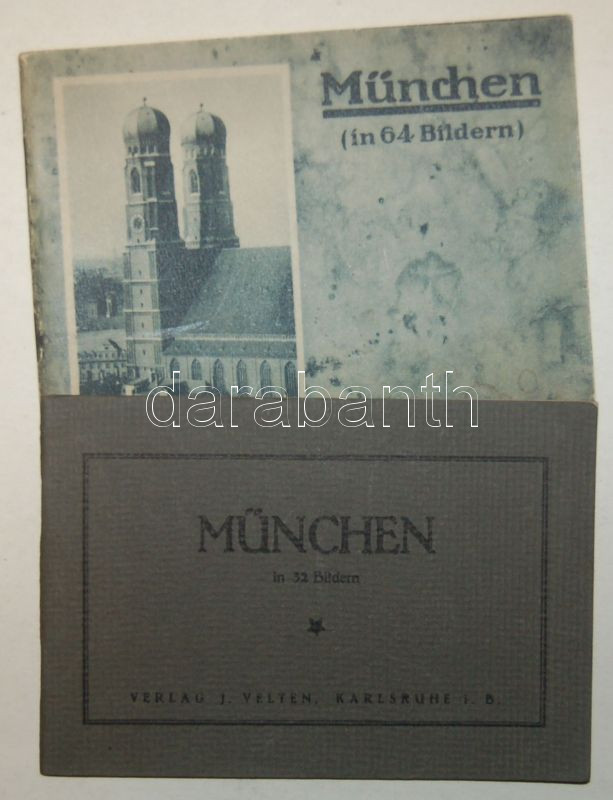 München
(in 64 Bildern)
darabanth
MÜNCHEN
in 32 Bildern
VERLAG J. VELTEN, KARLSRUHE i. B.